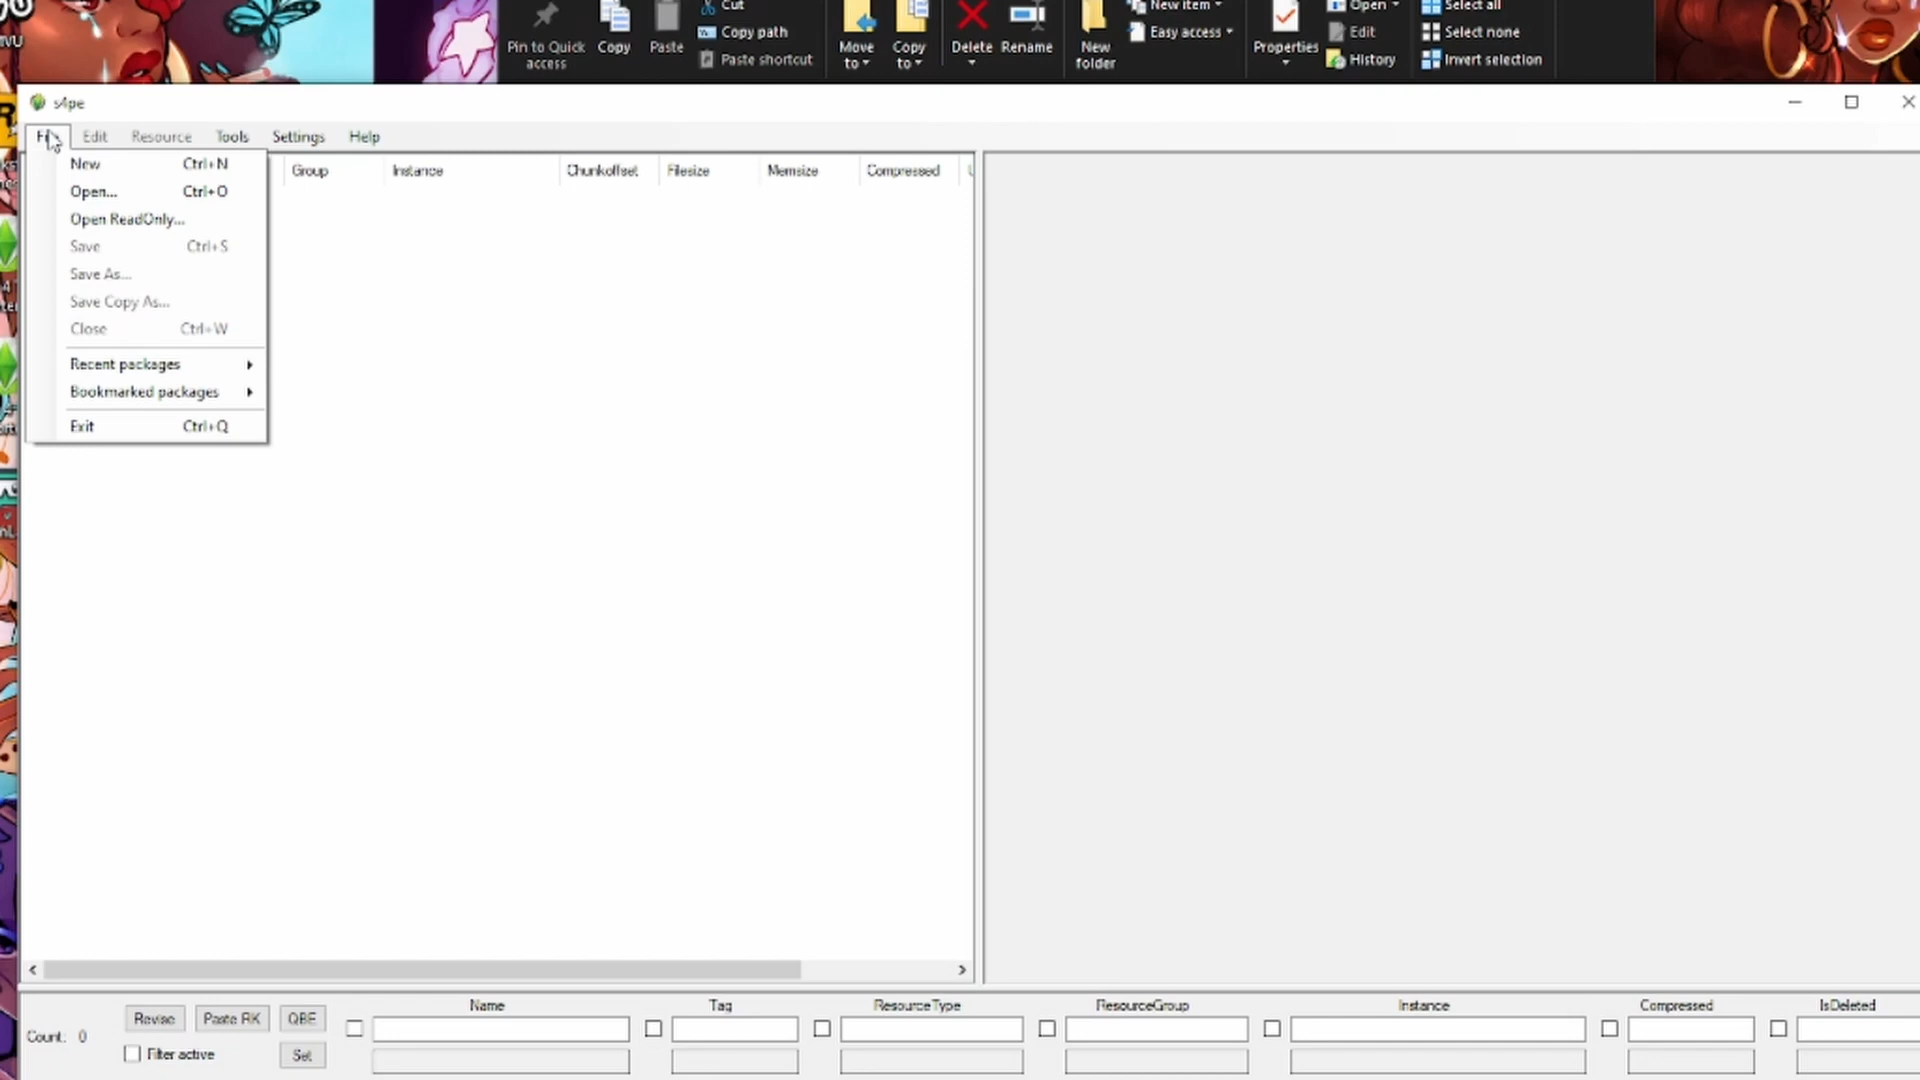 Cut
Copy path
Paste shortcut
Pin to Quick access
Copy
Paste
Move to
Copy to
Delete
Rename
New folder
New item
Easy access
Properties
Open
Edit
History
Select all
Select none
Invert selection
s4pe
Edit Resource Tools Settings Help
New Ctrl+N
Open... Ctrl+O
Open ReadOnly...
Save Ctrl+S
Save As...
Save Copy As...
Close Ctrl+W
Recent packages
Bookmarked packages
Exit Ctrl+Q
Group Instance Chunkoffset Filesize Memsize Compressed
Name Tag ResourceType ResourceGroup Instance Compressed IsDeleted
Revise Paste RK QBE
Count: 0
Filter active Set